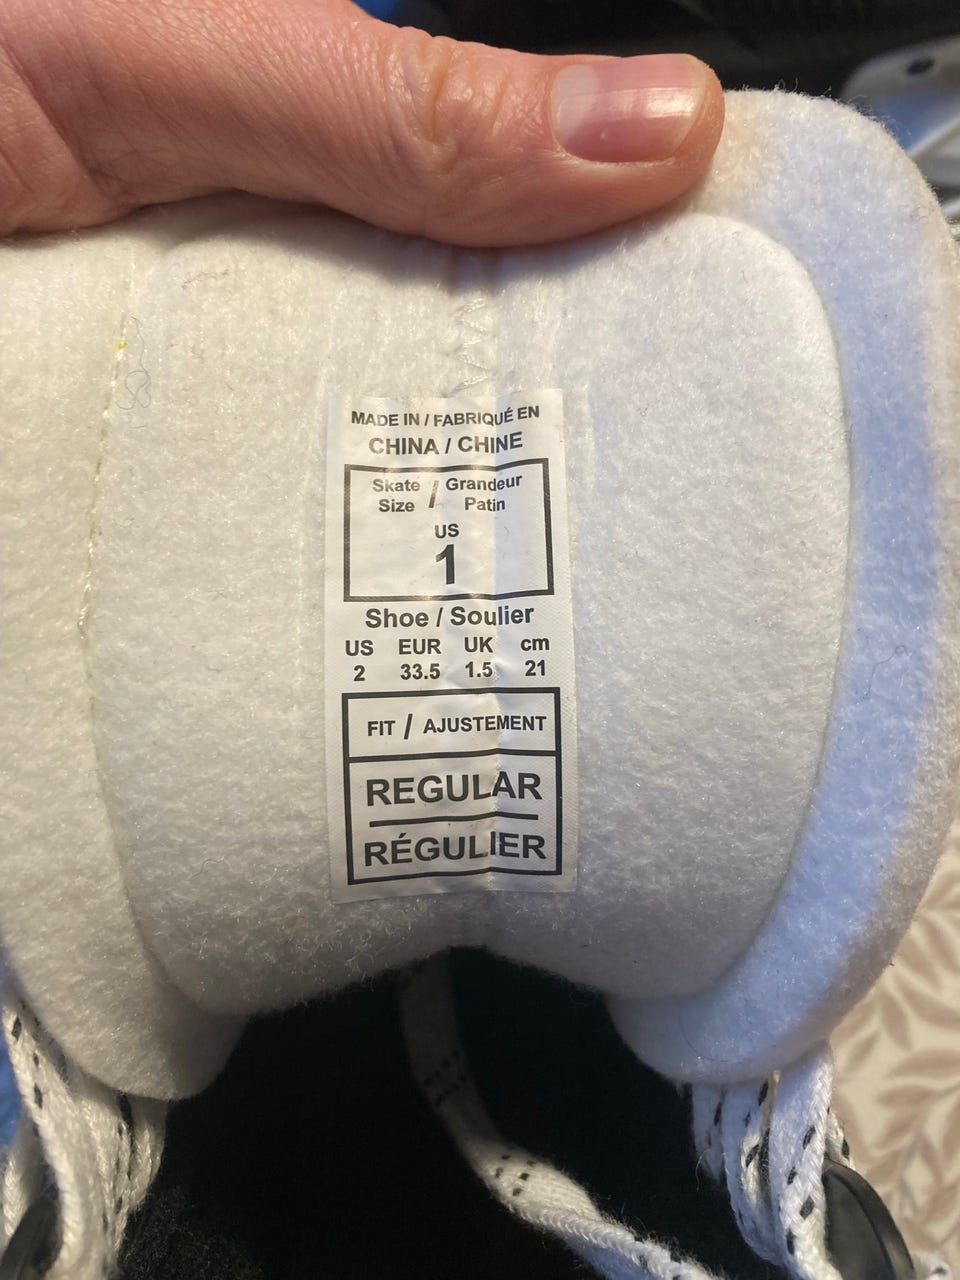 MADE IN / FABRIQUÉ EN
CHINA / CHINE
Skate / Grandeur
Size Patin
US
1
Shoe / Soulier
US EUR UK cm
2 33.5 1.5 21
FIT / AJUSTEMENT
REGULAR
RÉGULIER